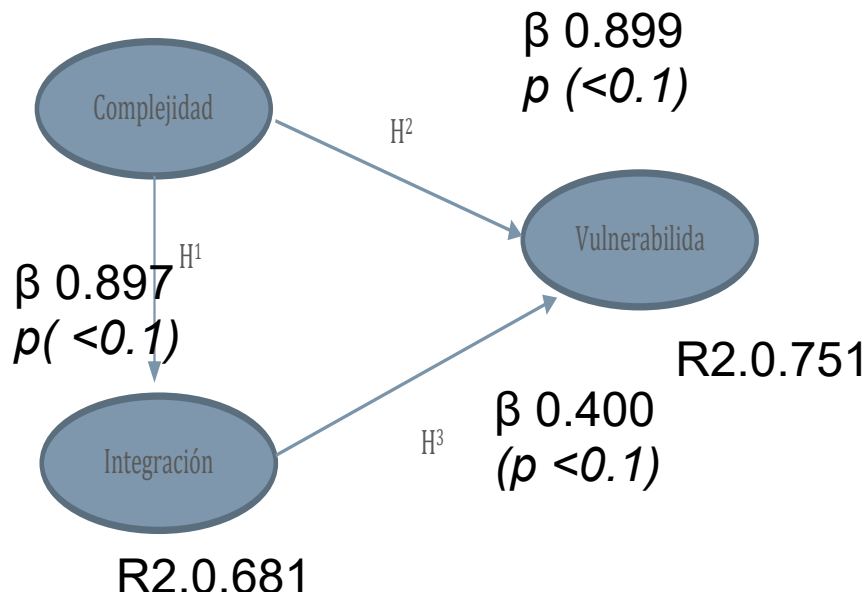 β 0.899
p (<0.1)
Complejidad
H²
Vulnerabilida
H¹
β 0.897
p( <0.1)
R2.0.751
β 0.400
(p <0.1)
H³
Integración
R2.0.681